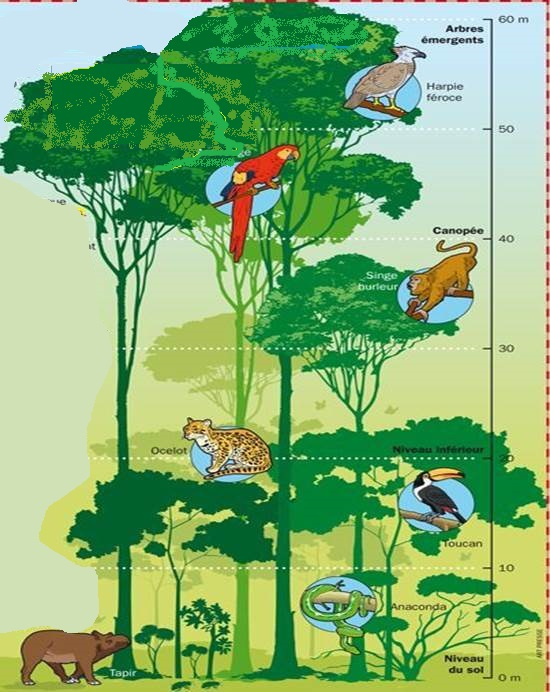 60 m
Arbres
émergents
Harpie
féroce
50
Canopée
40
Singe
hurleur
30
Ocelot
Niveau inférieur
20
Toucan
10
Anaconda
Niveau
du sol
0 m
Tapir
ART PRESSE